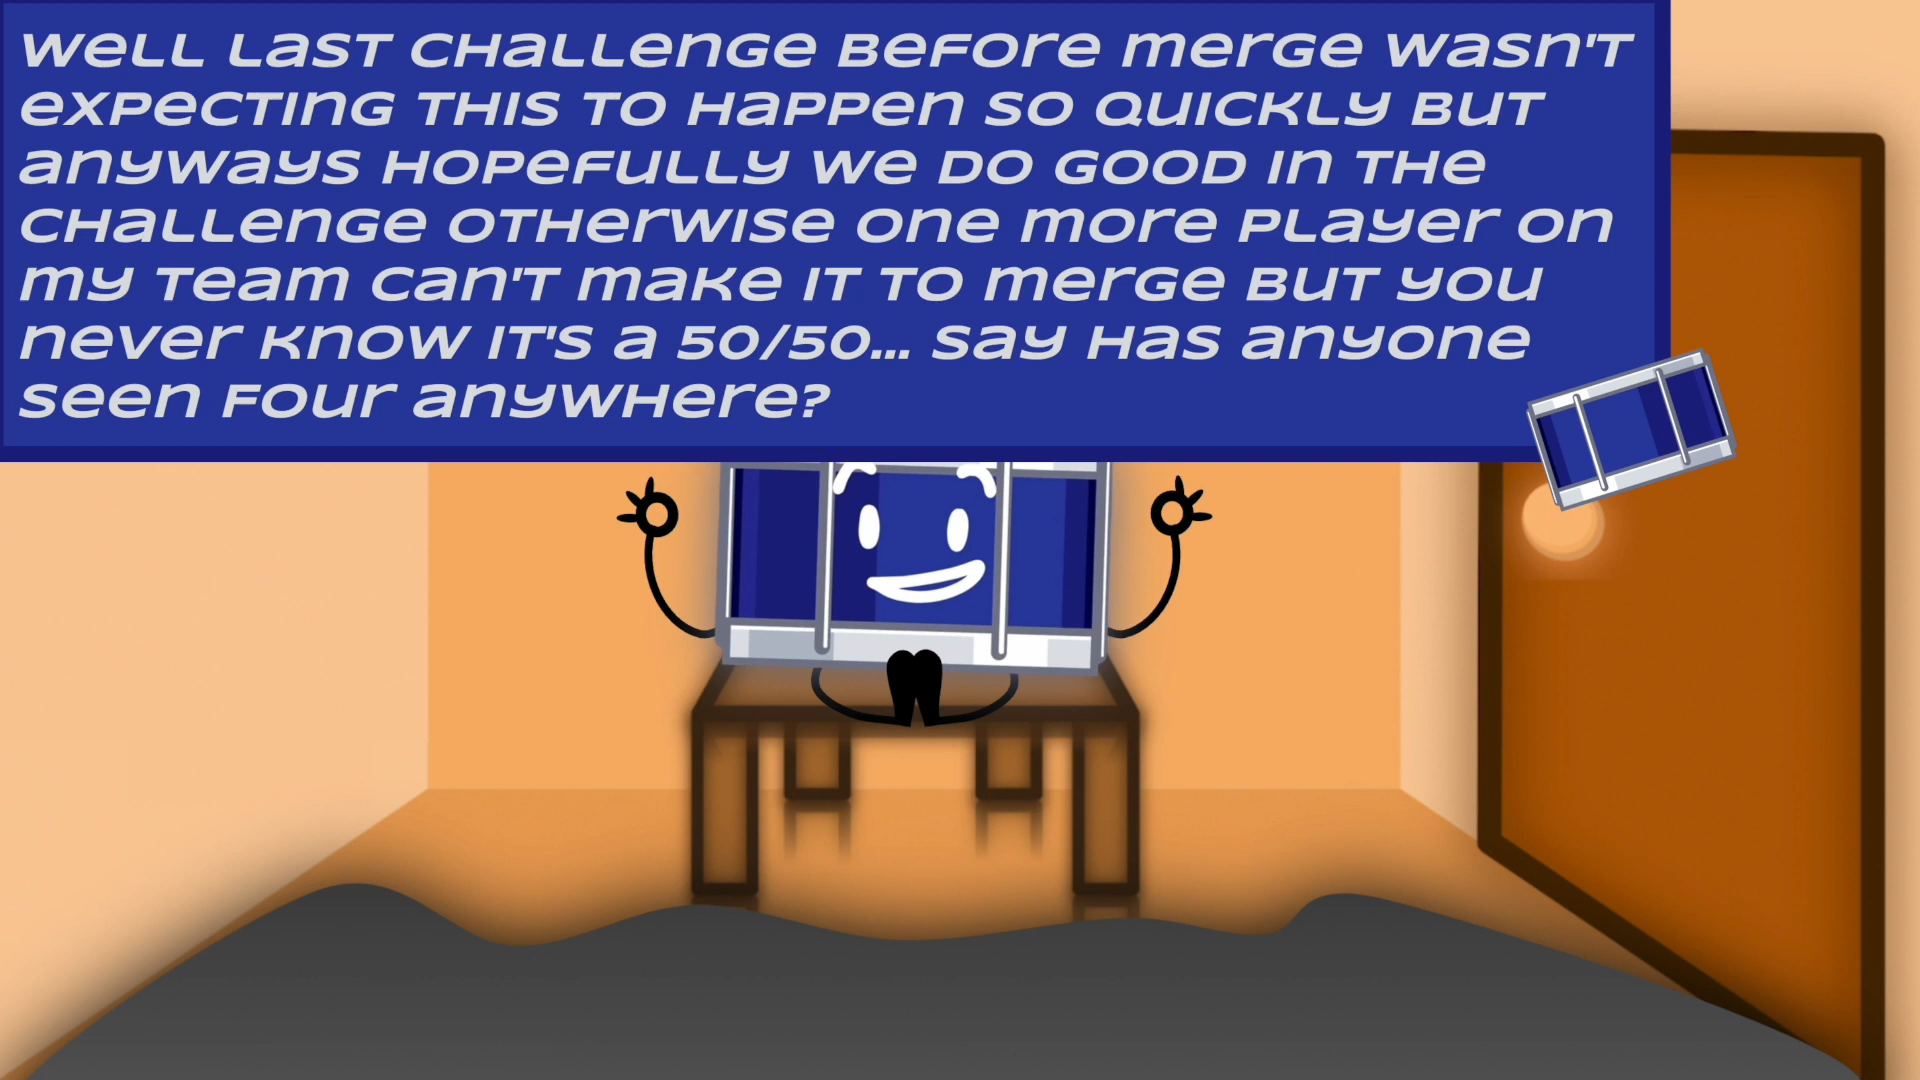 Well last challenge before merge wasn't
expecting this to happen so quickly but
anyways hopefully we do good in the
challenge otherwise one more player on
my team can't make it to merge but you
never know it's a 50/50... Say has anyone
seen Four anywhere?